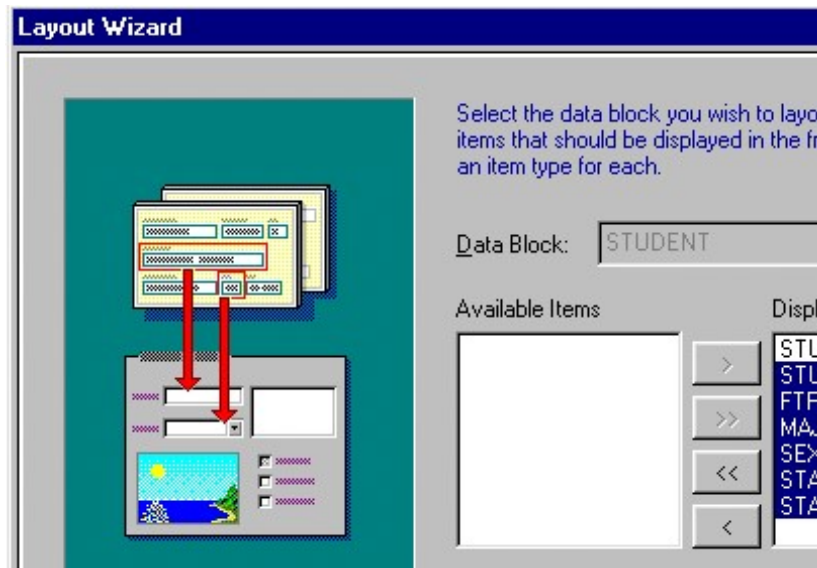 Layout Wizard
Select the data block you wish to layo
items that should be displayed in the fr
an item type for each.
Data Block: STUDENT
Available Items
Displ
>
>>
<<
<
STU
STU
FTF
MAJ
SEX
STA
STA